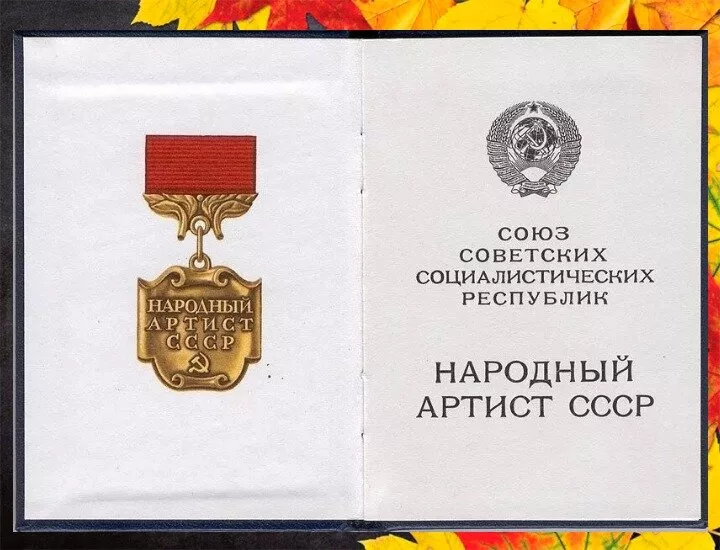 НАРОДНЫЙ
АРТИСТ
СССР
СОЮЗ
СОВЕТСКИХ
СОЦИАЛИСТИЧЕСКИХ
РЕСПУБЛИК
НАРОДНЫЙ
АРТИСТ СССР